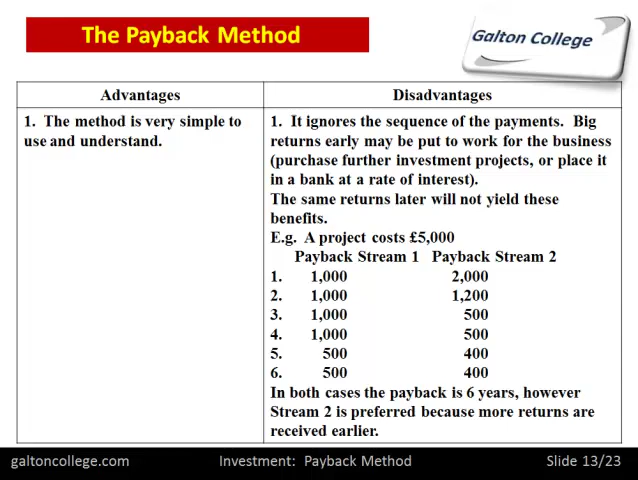 The Payback Method
Galton College
Advantages
Disadvantages
1. The method is very simple to
use and understand.
1. It ignores the sequence of the payments. Big
returns early may be put to work for the business
(purchase further investment projects, or place it
in a bank at a rate of interest).
The same returns later will not yield these
benefits.
E.g. A project costs £5,000
Payback Stream 1 Payback Stream 2
1. 1,000 2,000
2. 1,000 1,200
3. 1,000 500
4. 1,000 500
5. 500 400
6. 500 400
In both cases the payback is 6 years, however
Stream 2 is preferred because more returns are
received earlier.
galtoncollege.com Investment: Payback Method Slide 13/23